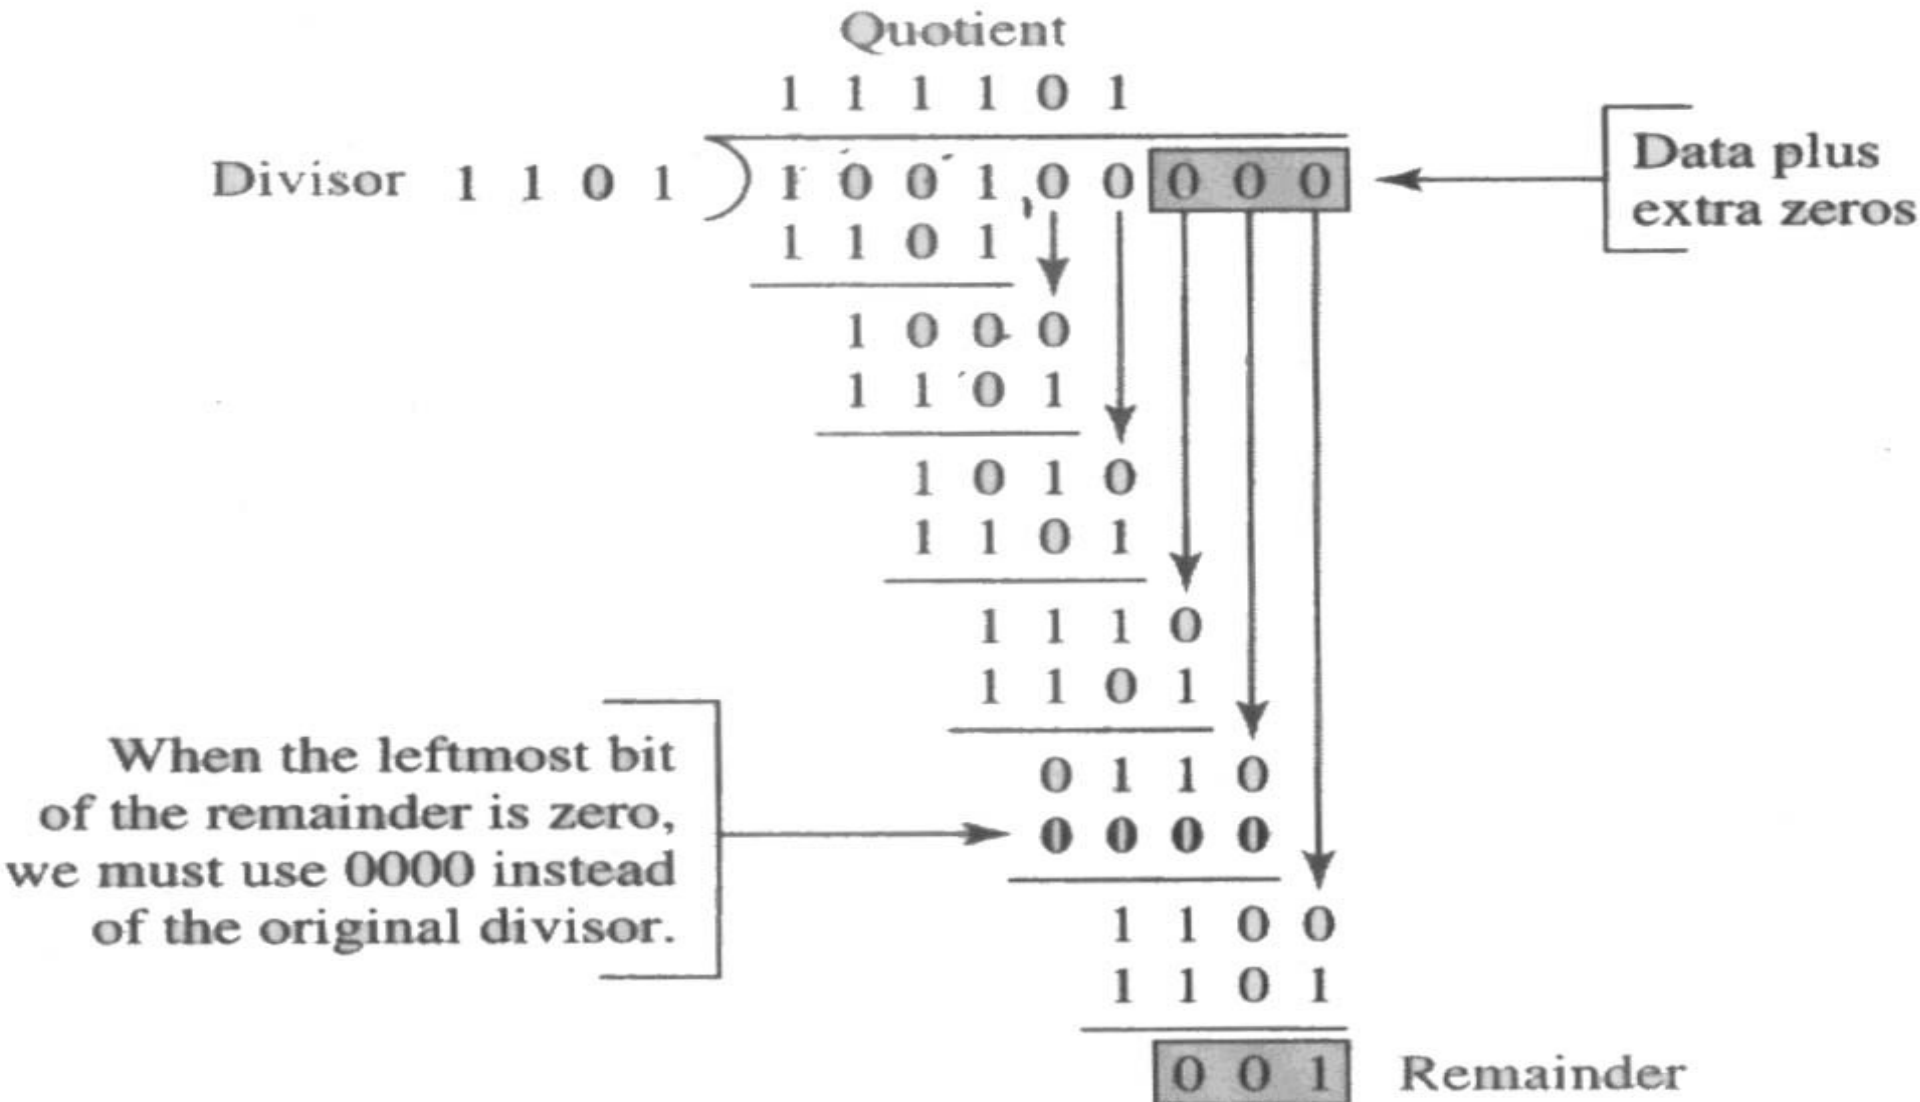 Quotient
1 1 1 1 0 1
Divisor 1 1 0 1 1 0 0 1 0 0 0 0 0
Data plus
extra zeros
1 1 0 1
1 0 0 0
1 1 0 1
1 0 1 0
1 1 0 1
1 1 1 0
1 1 0 1
When the leftmost bit
of the remainder is zero,
we must use 0000 instead
of the original divisor.
0 1 1 0
0 0 0 0
1 1 0 0
1 1 0 1
0 0 1 Remainder